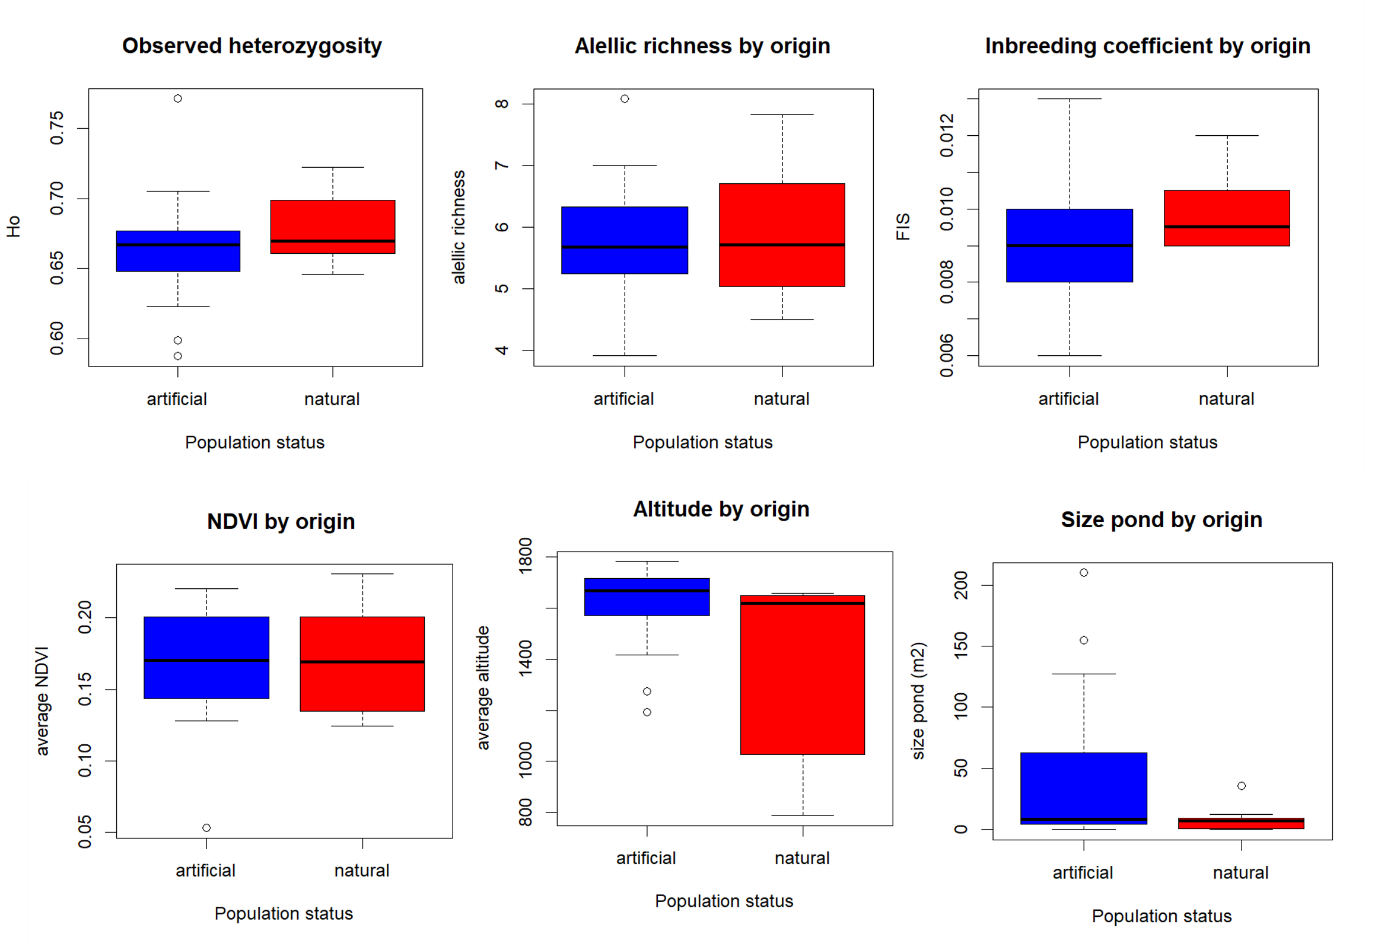 Observed heterozygosity
Ho
0.75
0.70
0.65
0.60
artificial natural
Population status
Alellic richness by origin
alellic richness
8
7
6
5
4
artificial natural
Population status
Inbreeding coefficient by origin
FIS
0.012
0.010
0.008
0.006
artificial natural
Population status
NDVI by origin
average NDVI
0.20
0.15
0.10
0.05
artificial natural
Population status
Altitude by origin
average altitude
1800
1400
1000
800
artificial natural
Population status
Size pond by origin
size pond (m2)
200
150
100
50
0
artificial natural
Population status